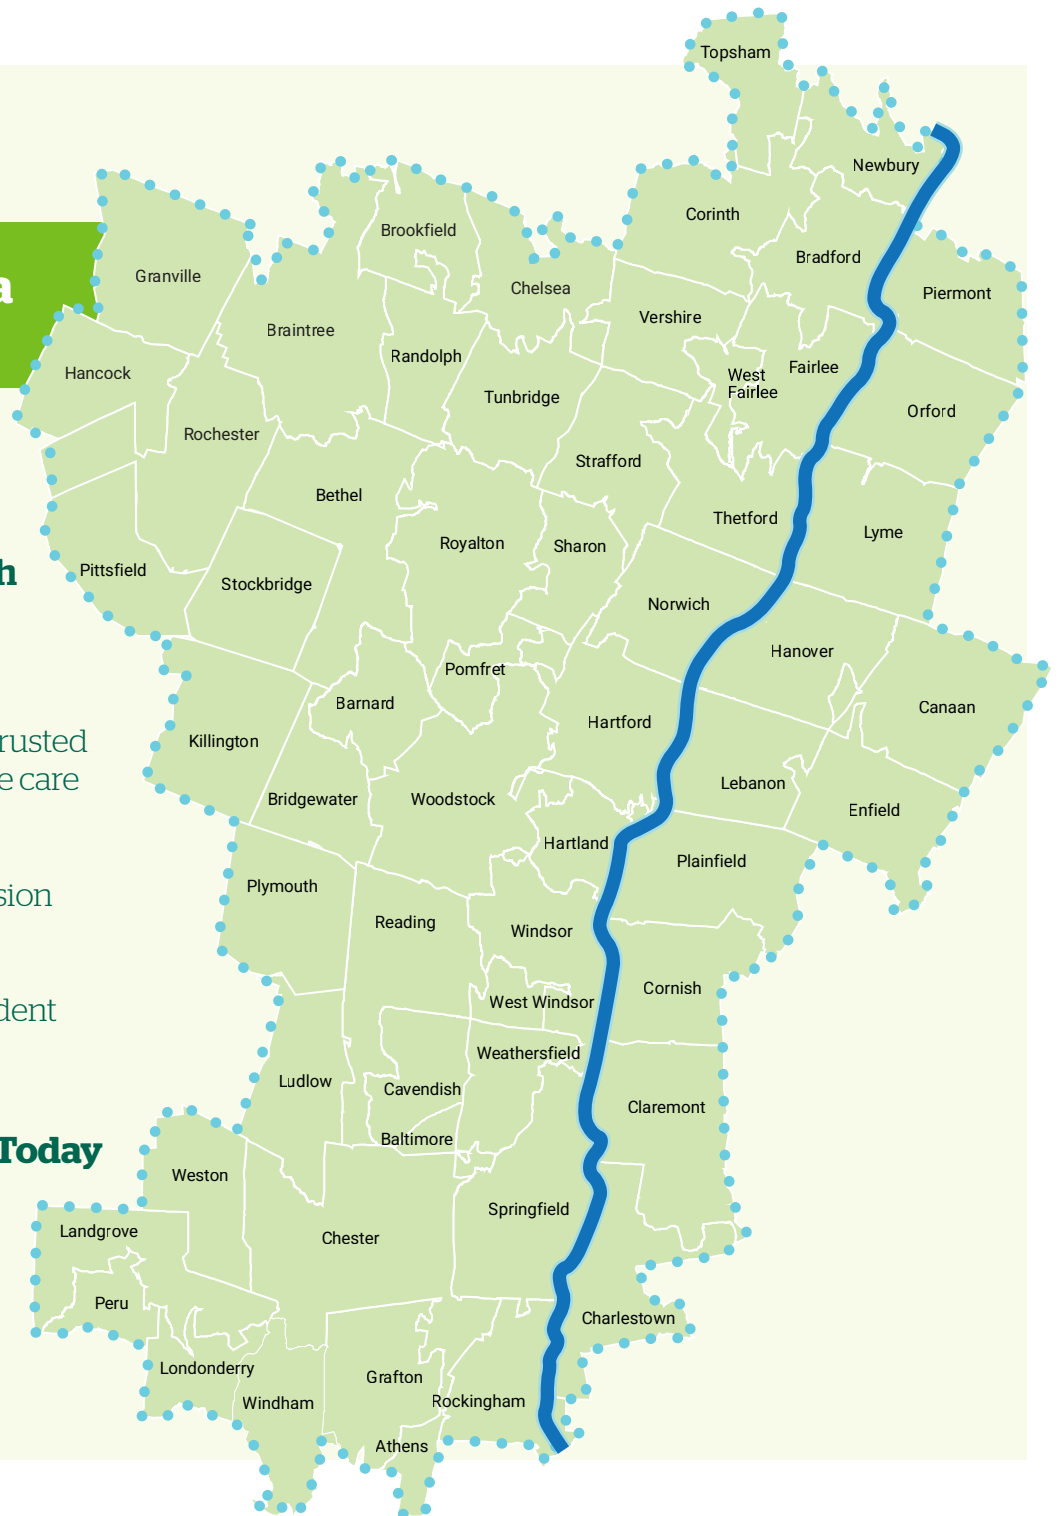 Topsham
Newbury
Corinth
Brookfield
Bradford
Granville
Chelsea
Piermont
a
Vershire
Braintree
Randolph
Fairlee
Hancock
West
Fairlee
Tunbridge
Orford
Rochester
Strafford
Bethel
Thetford
Lyme
Royalton
Sharon
h
Pittsfield
Stockbridge
Norwich
Hanover
Pomfret
Barnard
Canaan
Hartford
Killington
rusted
e care
Lebanon
Bridgewater
Woodstock
Enfield
Hartland
Plainfield
Plymouth
sion
Reading
Windsor
Cornish
West Windsor
dent
Weathersfield
Ludlow
Cavendish
Claremont
Baltimore
Today
Weston
Springfield
Landgrove
Chester
Peru
Charlestown
Londonderry
Grafton
Windham
Rockingham
Athens